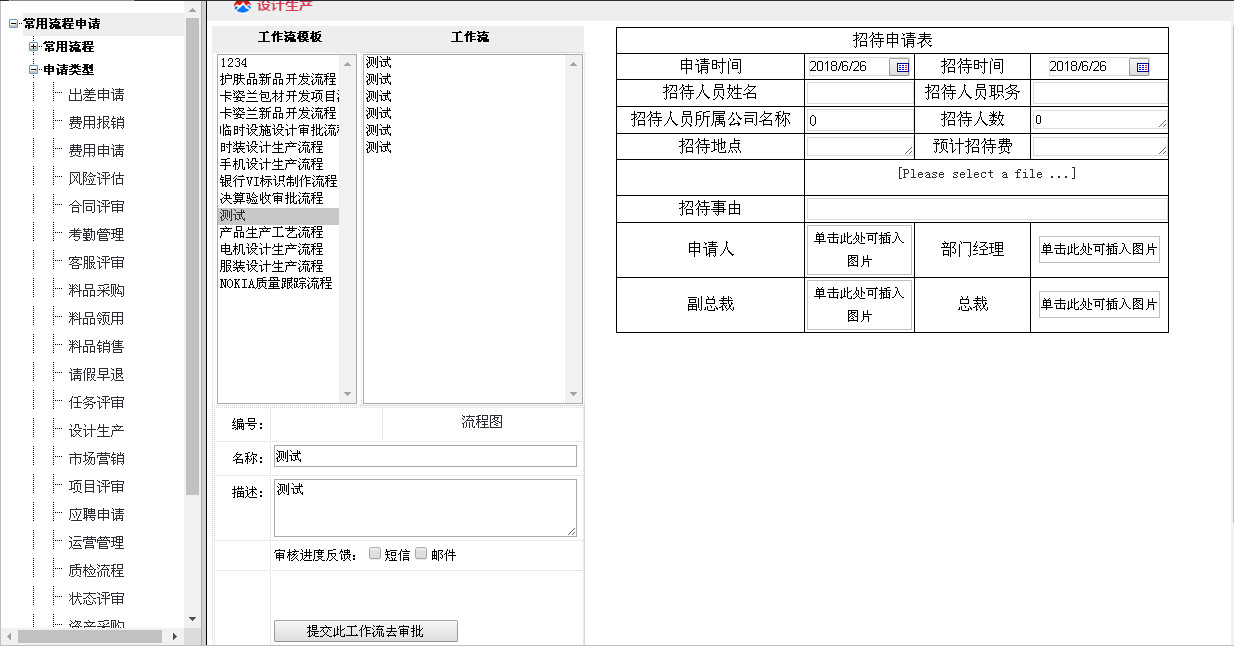 常用流程申请
常用流程
申请类型
出差申请
费用报销
费用申请
风险评估
合同评审
考勤管理
客服评审
料品采购
料品领用
料品销售
请假早退
任务评审
设计生产
市场营销
项目评审
应聘申请
运营管理
质检流程
状态评审
资产采购
设计生产
工作流模板
1234
护肤品新品开发流程
卡姿兰包材开发项目
卡姿兰新品开发流程
临时设施设计审批流程
时装设计生产流程
手机设计生产流程
银行VI标识制作流程
决算验收审批流程
测试
产品生产工艺流程
电机设计生产流程
服装设计生产流程
NOKIA质量跟踪流程
工作流
测试
测试
测试
测试
测试
测试
编号: 流程图
名称: 测试
描述: 测试
审核进度反馈: 短信 邮件
提交此工作流去审批
招待申请表
申请时间 2018/6/26 招待时间 2018/6/26
招待人员姓名 招待人员职务
招待人员所属公司名称 0 招待人数 0
招待地点 预计招待费
[Please select a file ...]
招待事由
申请人 单击此处可插入图片 部门经理 单击此处可插入图片
副总裁 单击此处可插入图片 总裁 单击此处可插入图片